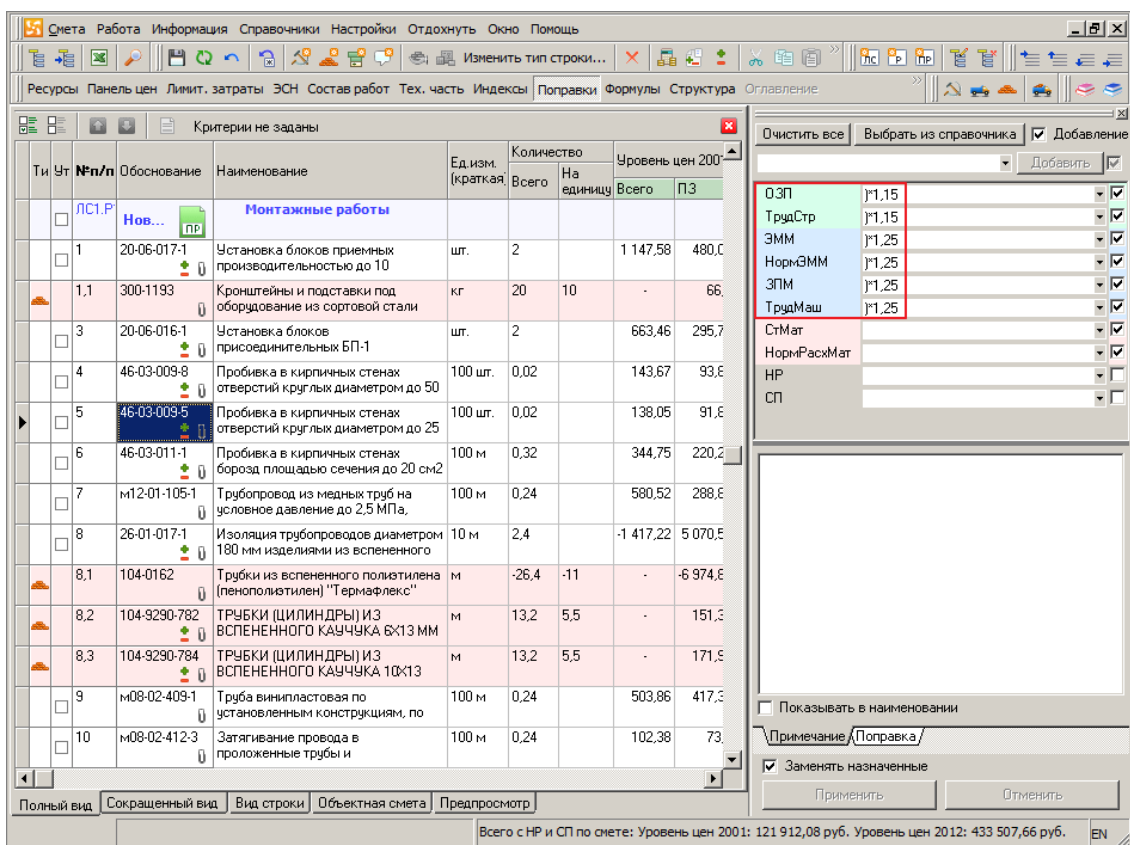 Смета Работа Информация Справочники Настройки Отдохнуть Окно Помощь
Изменить тип строки...
ЛС ЛР ПР
Ресурсы Панель цен Лимит. затраты ЭСН Состав работ Тех. часть Индексы Поправки Формулы Структура Оглавление
Критерии не заданы
Ти Ут №п/п Обоснование Наименование Ед.изм. (краткая) Количество Всего На единицу Уровень цен 200 Всего ПЗ
ЛС1.Р Нов... ПР Монтажные работы
1 20-06-017-1 Установка блоков приемных шт. 2 1 147,58 480,0
производительностью до 10
1,1 300-1193 Кронштейны и подставки под кг 20 10 - 66,
оборудование из сортовой стали
3 20-06-016-1 Установка блоков шт. 2 663,46 295,7
присоединительных БП-1
4 46-03-009-8 Пробивка в кирпичных стенах 100 шт. 0,02 143,67 93,8
отверстий круглых диаметром до 50
5 46-03-009-5 Пробивка в кирпичных стенах 100 шт. 0,02 138,05 91,8
отверстий круглых диаметром до 25
6 46-03-011-1 Пробивка в кирпичных стенах 100 м 0,32 344,75 220,2
борозд площадью сечения до 20 см2
7 м12-01-105-1 Трубопровод из медных труб на 100 м 0,24 580,52 288,8
условное давление до 2,5 МПа,
8 26-01-017-1 Изоляция трубопроводов диаметром 10 м 2,4 -1 417,22 5 070,5
180 мм изделиями из вспененного
8,1 104-0162 Трубки из вспененного полиэтилена м -26,4 -11 - -6 974,8
(пенополиэтилен) "Термафлекс"
8,2 104-9290-782 ТРУБКИ (ЦИЛИНДРЫ) ИЗ м 13,2 5,5 - 151,3
ВСПЕНЕННОГО КАУЧУКА 6Х13 ММ
8,3 104-9290-784 ТРУБКИ (ЦИЛИНДРЫ) ИЗ м 13,2 5,5 - 171,9
ВСПЕНЕННОГО КАУЧУКА 10Х13
9 м08-02-409-1 Труба винипластовая по 100 м 0,24 503,86 417,3
установленным конструкциям, по
10 м08-02-412-3 Затягивание провода в 100 м 0,24 102,38 73,
проложенные трубы и
Полный вид Сокращенный вид Вид строки Объектная смета Предпросмотр
Очистить все Выбрать из справочника Добавление
Добавить
ОЗП )*1,15
ТрудСтр )*1,15
ЭММ )*1,25
НормЭММ )*1,25
ЗПМ )*1,25
ТрудМаш )*1,25
СтМат
НормРасхМат
НР
СП
Показывать в наименовании
Примечание Поправка
Заменять назначенные
Применить Отменить
Всего с НР и СП по смете: Уровень цен 2001: 121 912,08 руб. Уровень цен 2012: 433 507,66 руб. EN